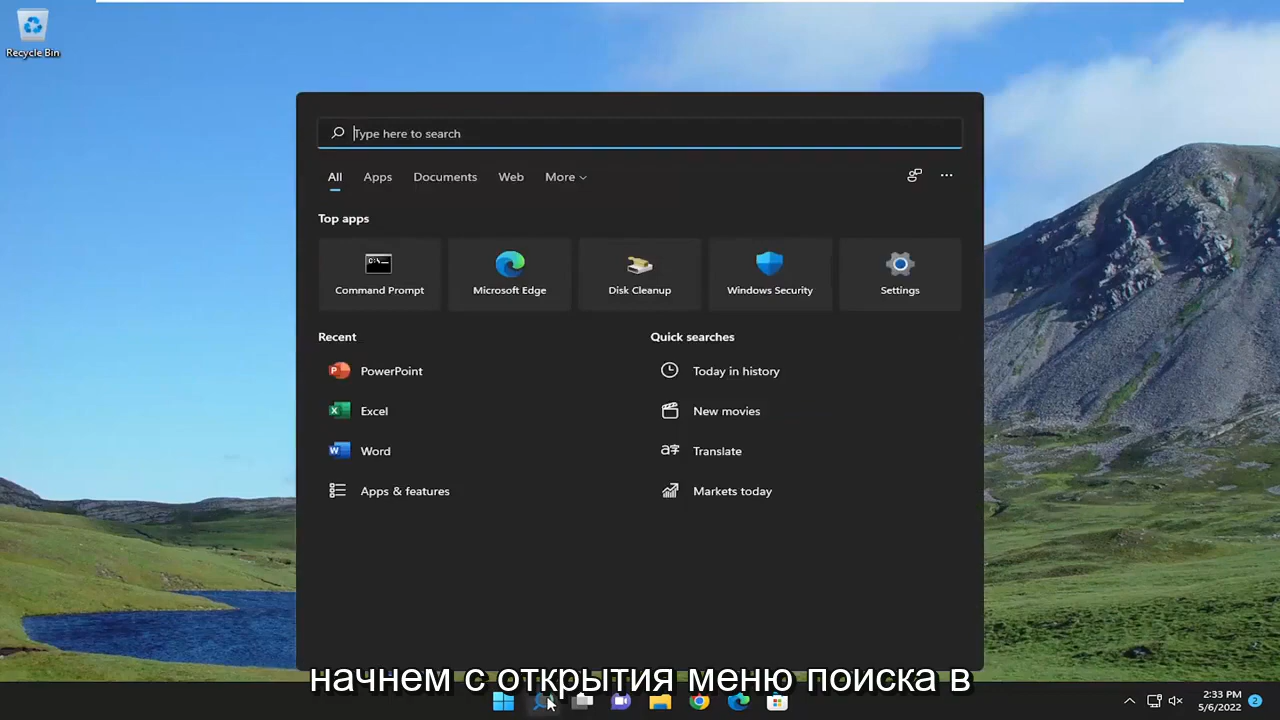 Recycle Bin
Type here to search
All Apps Documents Web More
Top apps
Command Prompt Microsoft Edge Disk Cleanup Windows Security Settings
Recent Quick searches
PowerPoint Today in history
Excel New movies
Word Translate
Apps & features Markets today
начнем с открытия меню поиска в
2:33 PM
5/6/2022
2